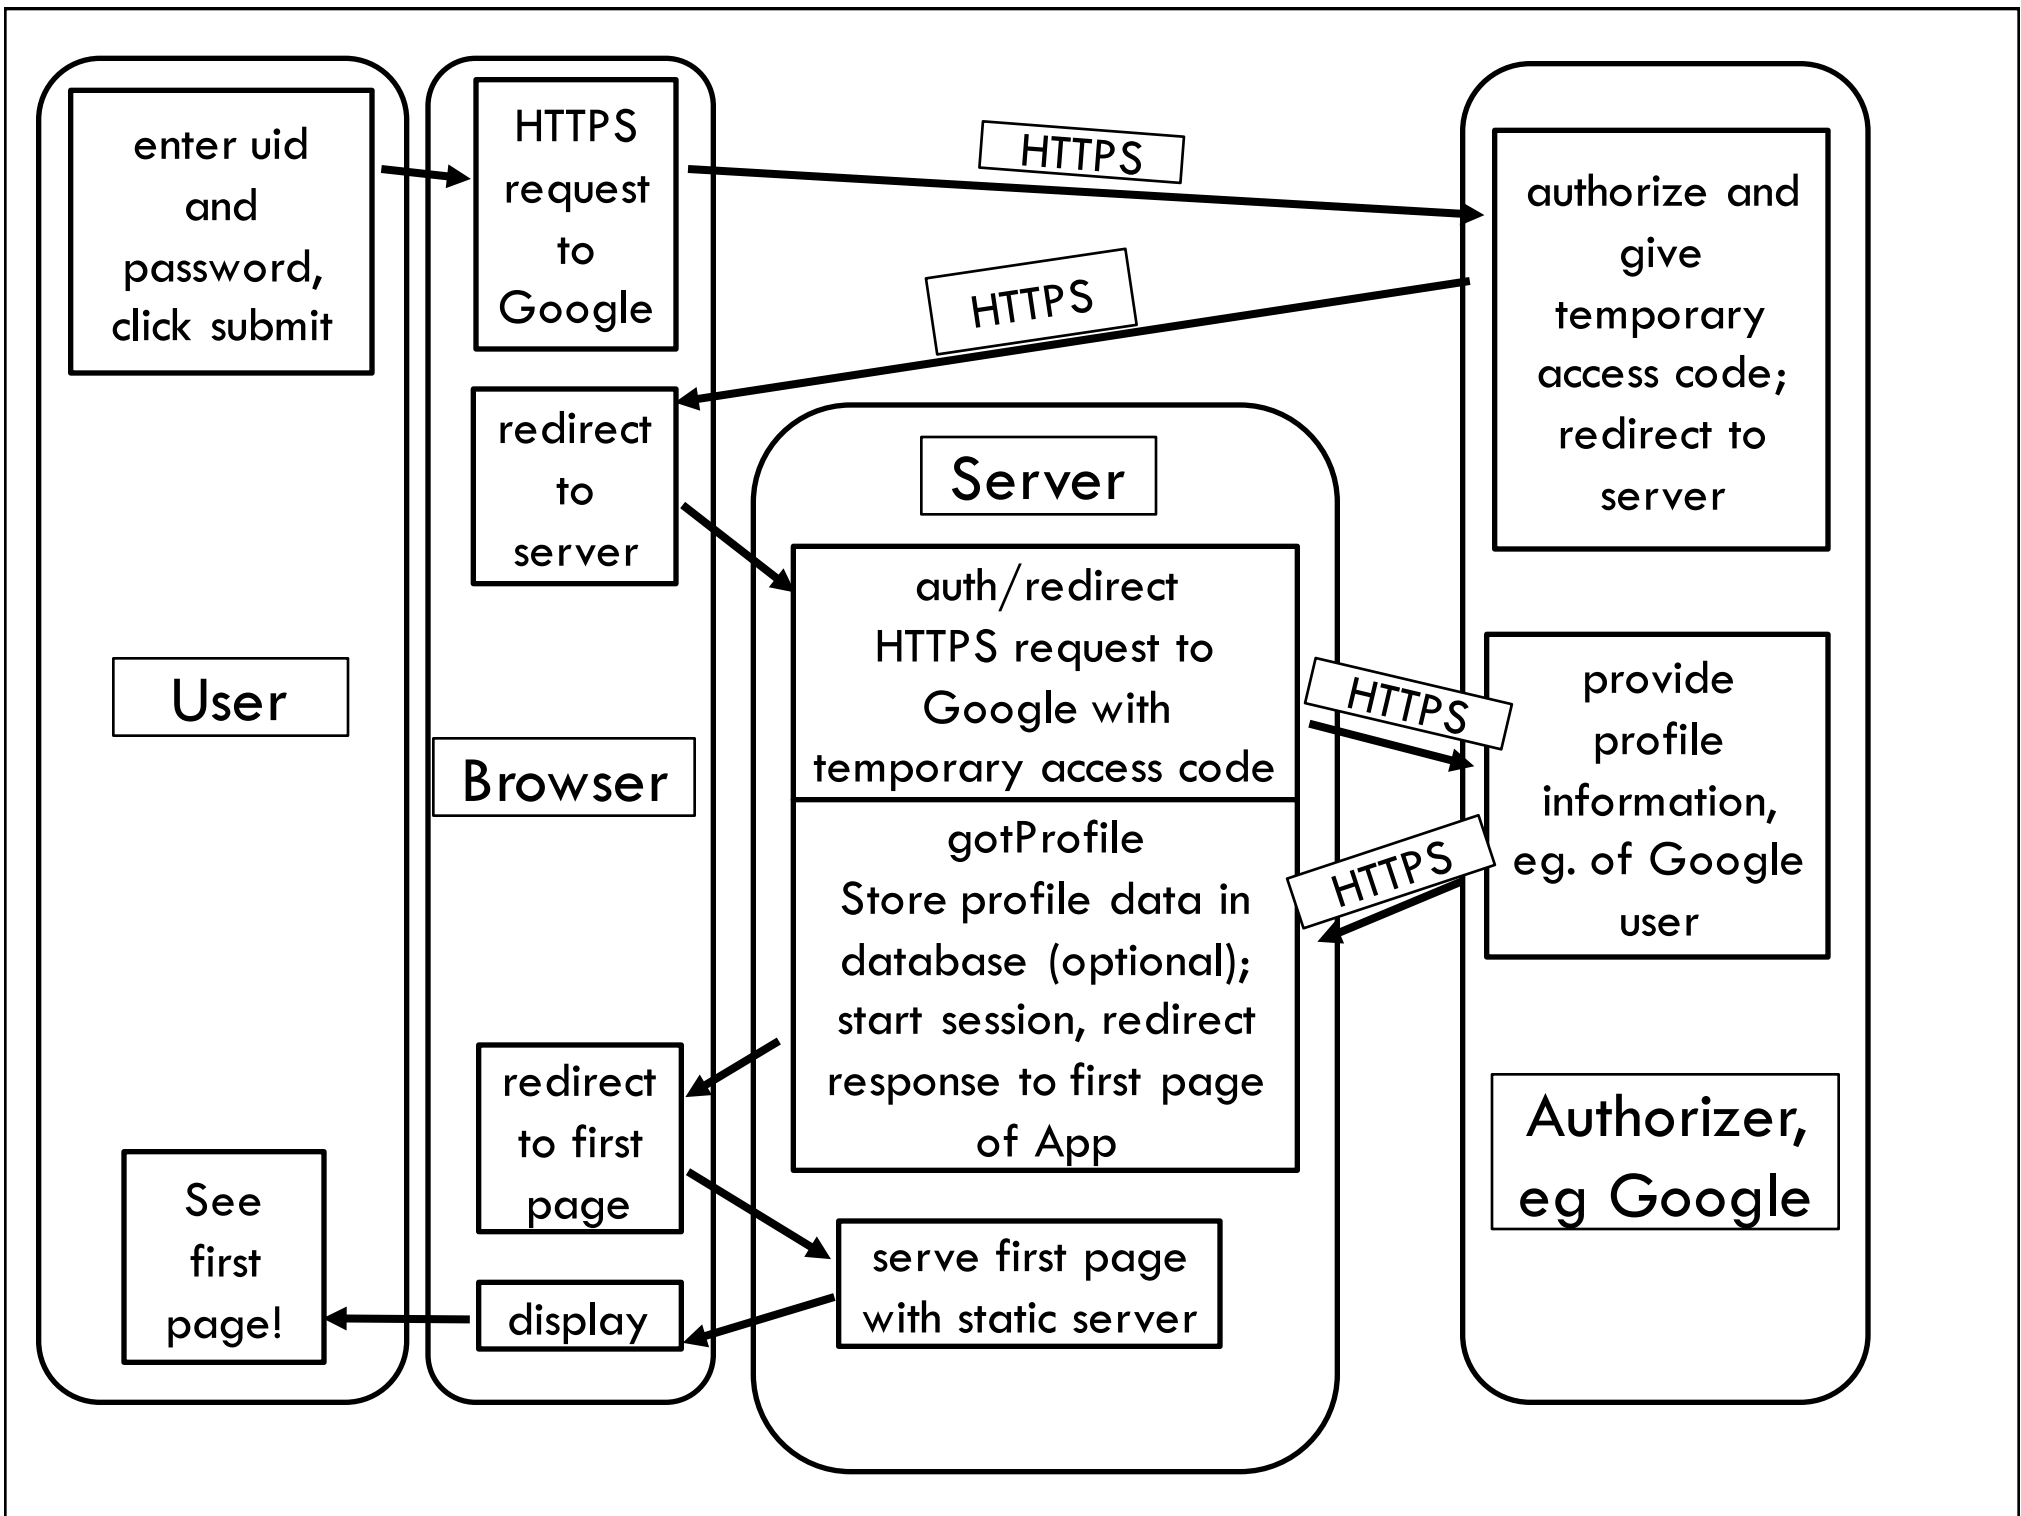 enter uid
and
password,
click submit
HTTPS
request
to
Google
HTTPS
authorize and
give
temporary
access code;
redirect to
server
HTTPS
redirect
to
server
Server
auth/redirect
HTTPS request to
Google with
temporary access code
HTTPS
provide
profile
information,
eg. of Google
user
HTTPS
gotProfile
Store profile data in
database (optional);
start session, redirect
response to first page
of App
User
Browser
Authorizer,
eg Google
redirect
to first
page
serve first page
with static server
display
See
first
page!